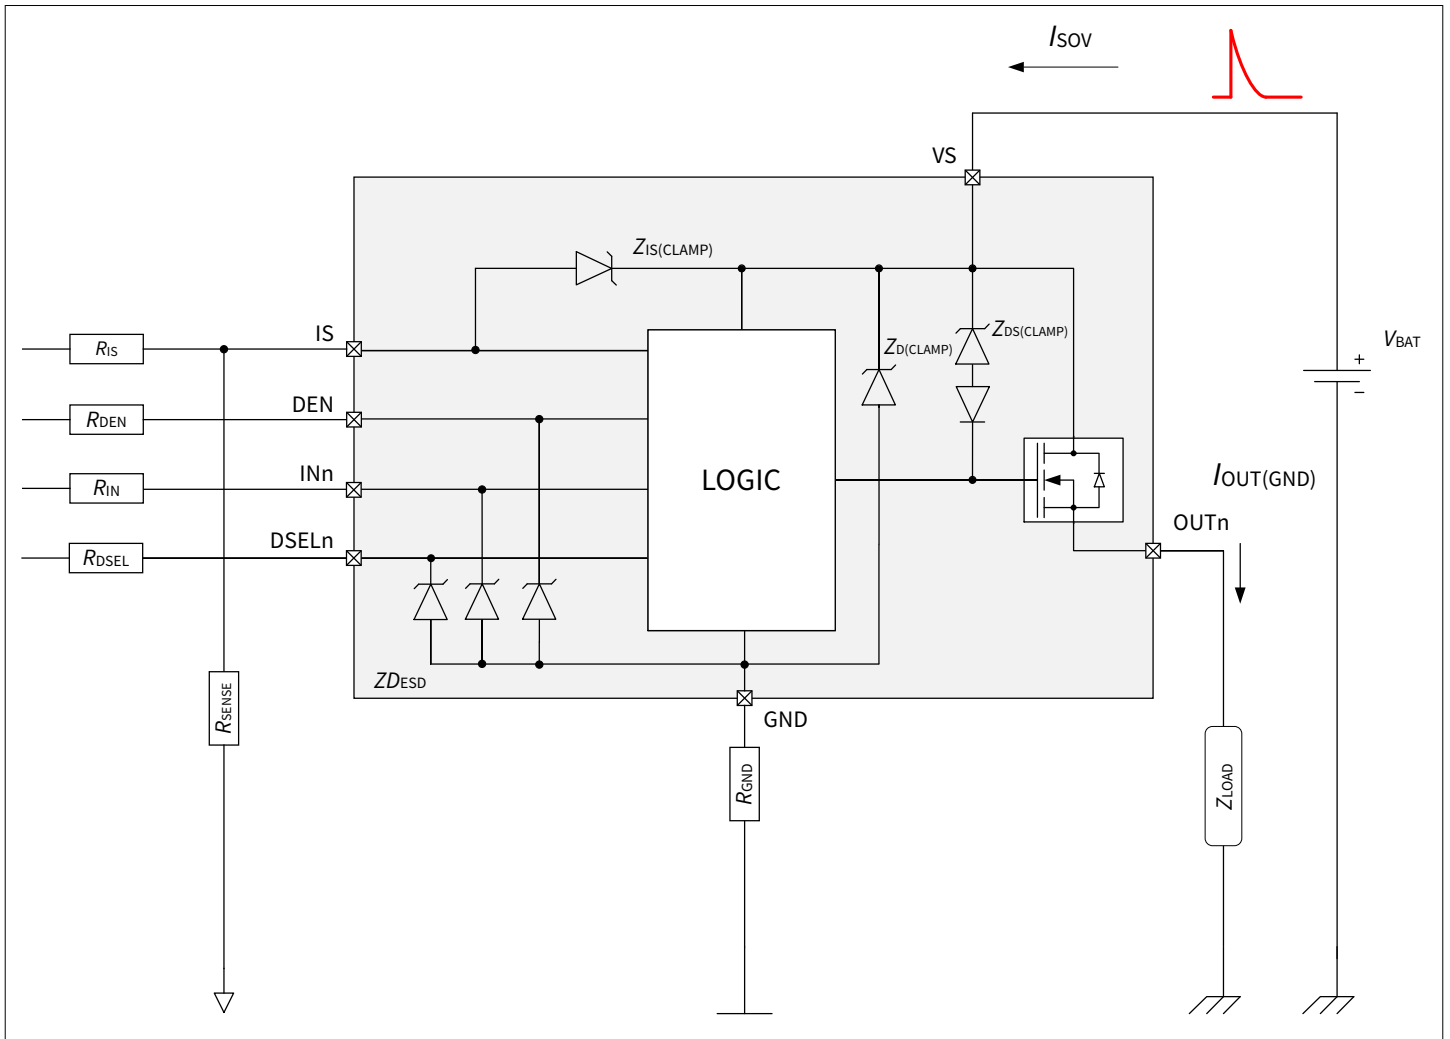 ISOV
VS
ZIS(CLAMP)
IS
RIS
ZDS(CLAMP)
ZD(CLAMP)
VBAT
+
−
DEN
RDEN
INn
RIN
LOGIC
IOUT(GND)
OUTn
DSELn
RDSEL
ZDESD
RSENSE
GND
RGND
ZLOAD